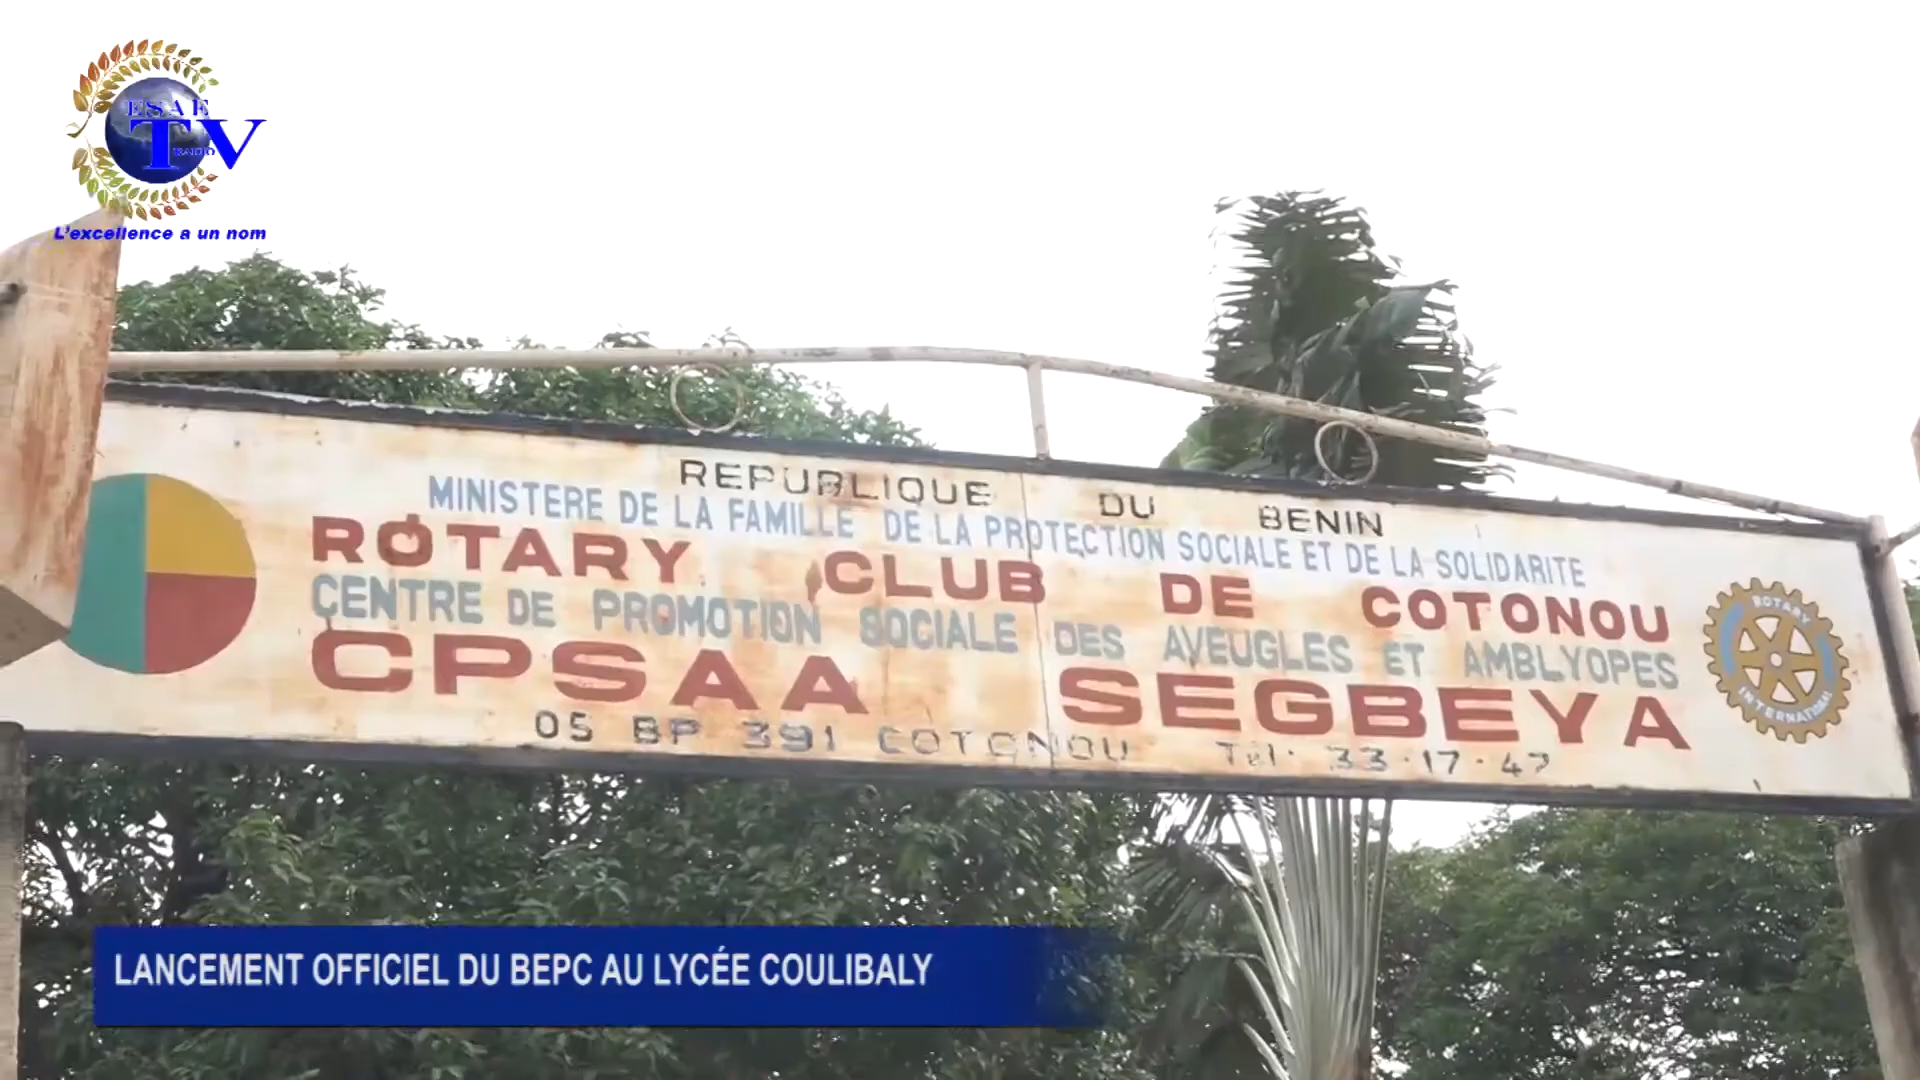 ESAE
TV
RADIO
L'excellence a un nom
REPUBLIQUE DU BENIN
MINISTERE DE LA FAMILLE DE LA PROTECTION SOCIALE ET DE LA SOLIDARITE
ROTARY CLUB DE COTONOU
CENTRE DE PROMOTION SOCIALE DES AVEUGLES ET AMBLYOPES
CPSAA SEGBEYA
05 BP 391 COTONOU Tél: 33·17·47
ROTARY
INTERNATIONAL
LANCEMENT OFFICIEL DU BEPC AU LYCÉE COULIBALY